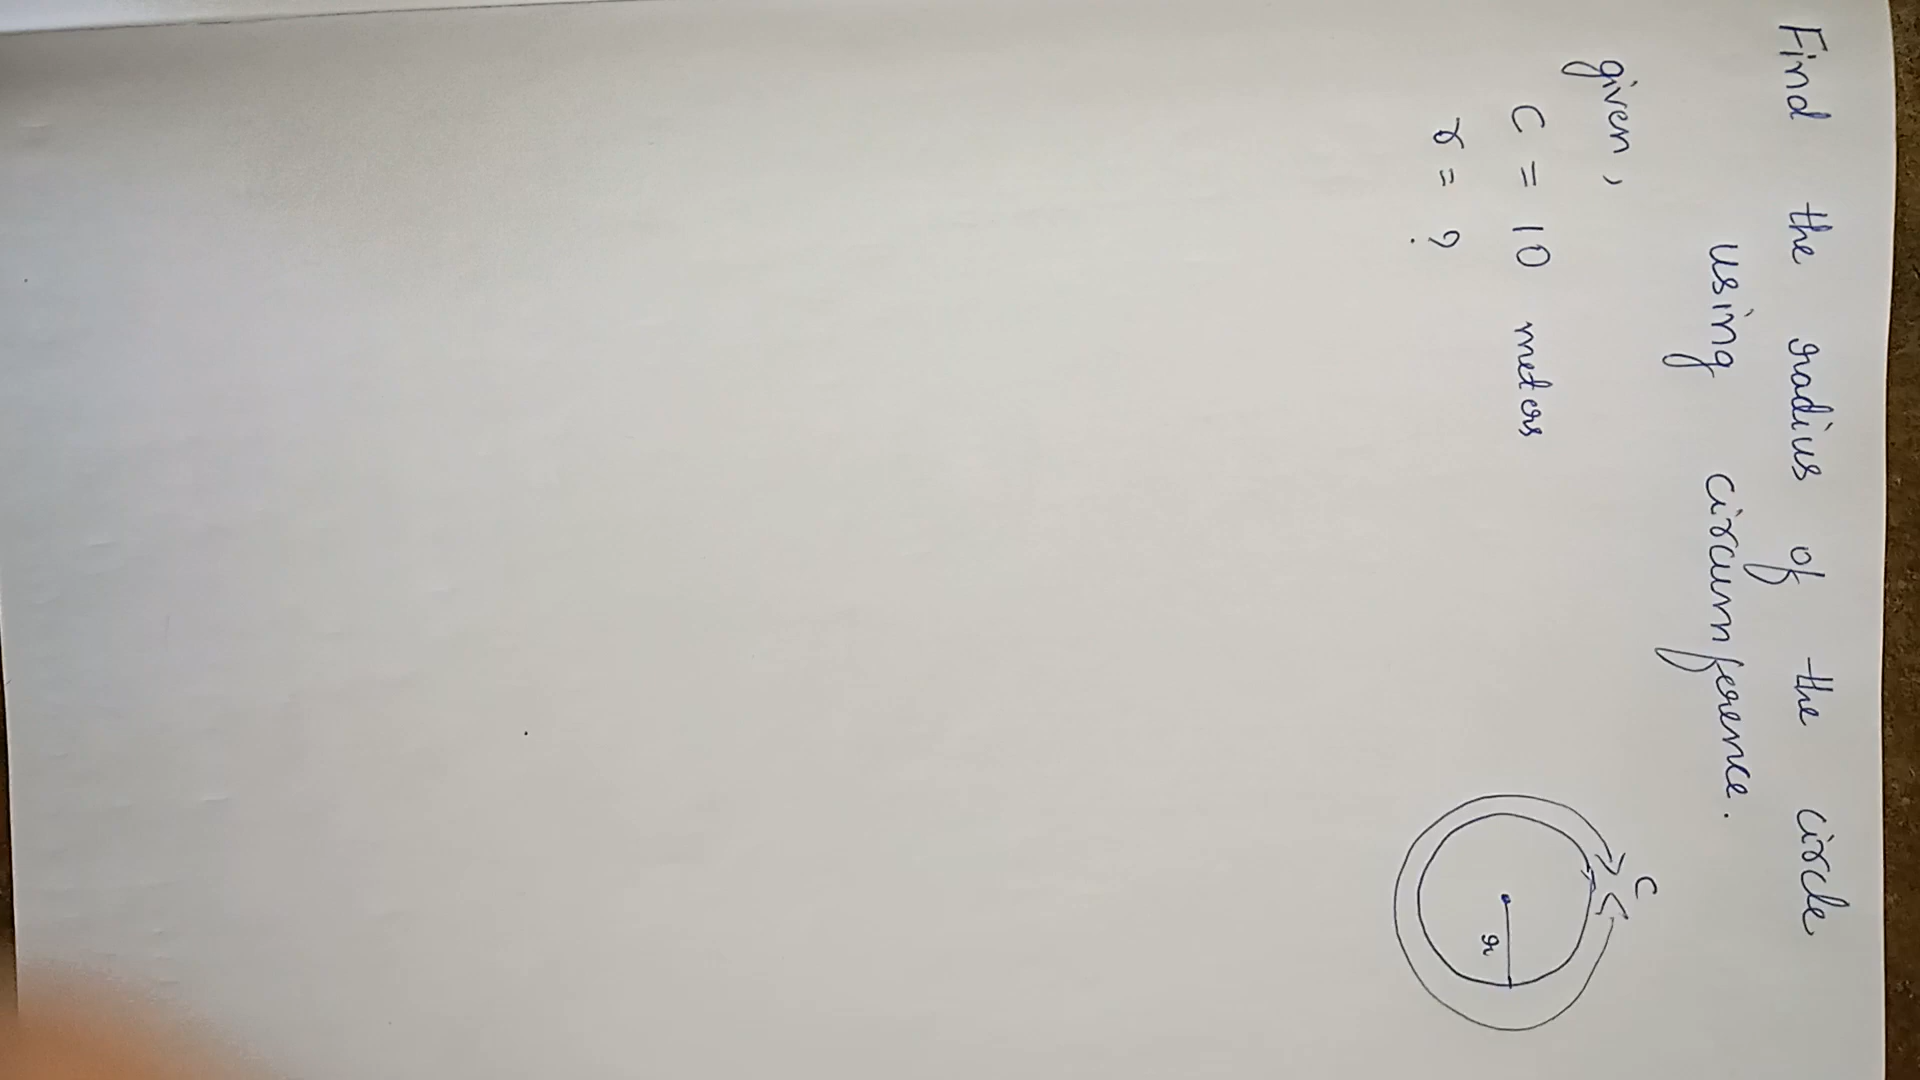 Find the radius of the circle
using circumference.
given,
C = 10 meters
r = ?
C
r